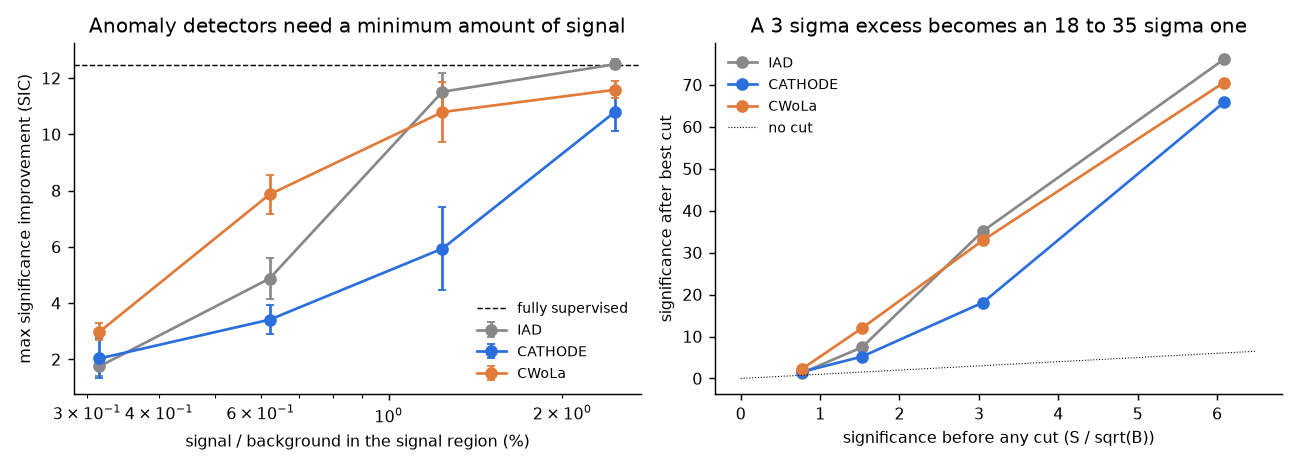 Anomaly detectors need a minimum amount of signal
max significance improvement (SIC)
12
10
8
6
4
2
fully supervised
IAD
CATHODE
CWoLa
3 × 10⁻¹ 4 × 10⁻¹ 6 × 10⁻¹ 10⁰ 2 × 10⁰
signal / background in the signal region (%)
A 3 sigma excess becomes an 18 to 35 sigma one
significance after best cut
IAD
CATHODE
CWoLa
no cut
70
60
50
40
30
20
10
0
0 1 2 3 4 5 6
significance before any cut (S / sqrt(B))